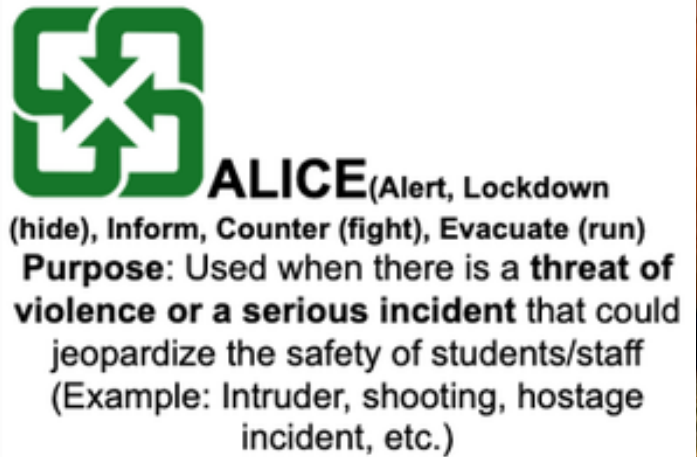 ALICE(Alert, Lockdown
(hide), Inform, Counter (fight), Evacuate (run)
Purpose: Used when there is a threat of
violence or a serious incident that could
jeopardize the safety of students/staff
(Example: Intruder, shooting, hostage
incident, etc.)